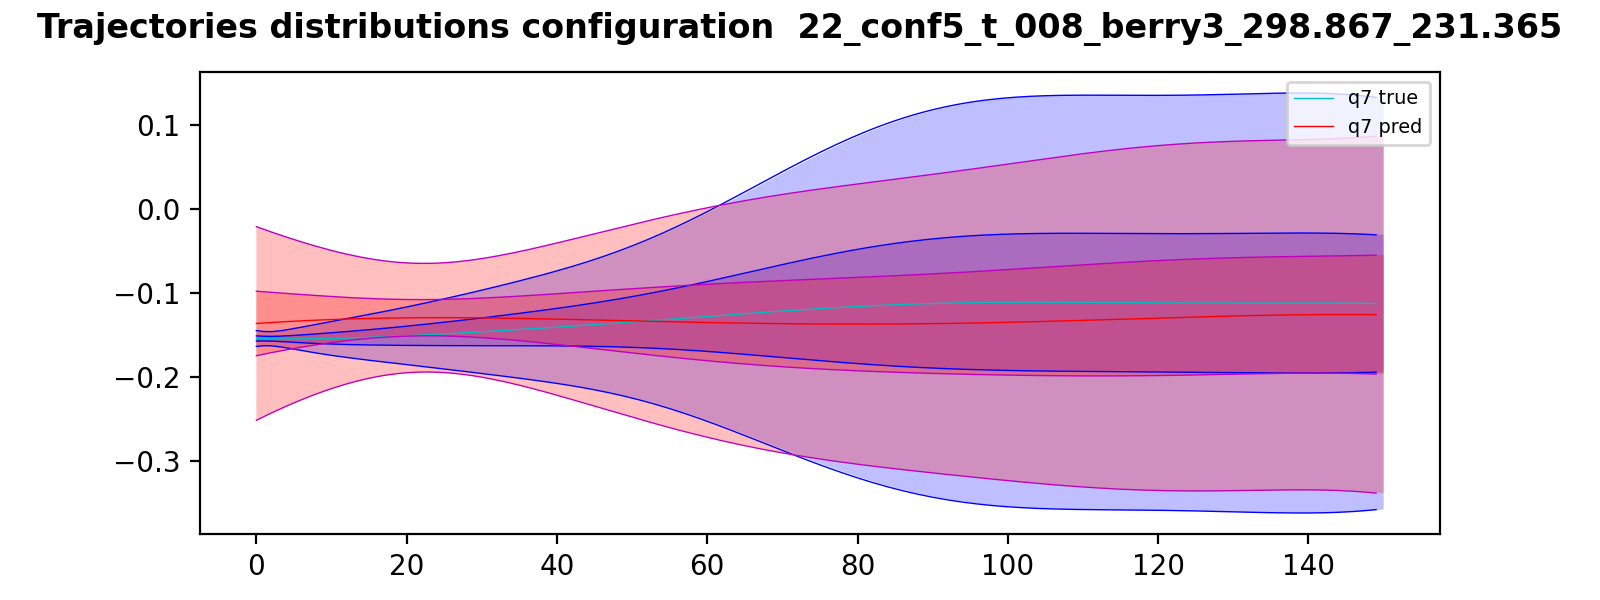 Trajectories distributions configuration  22_conf5_t_008_berry3_298.867_231.365
q7 true
q7 pred
0.1
0.0
−0.1
−0.2
−0.3
0 20 40 60 80 100 120 140